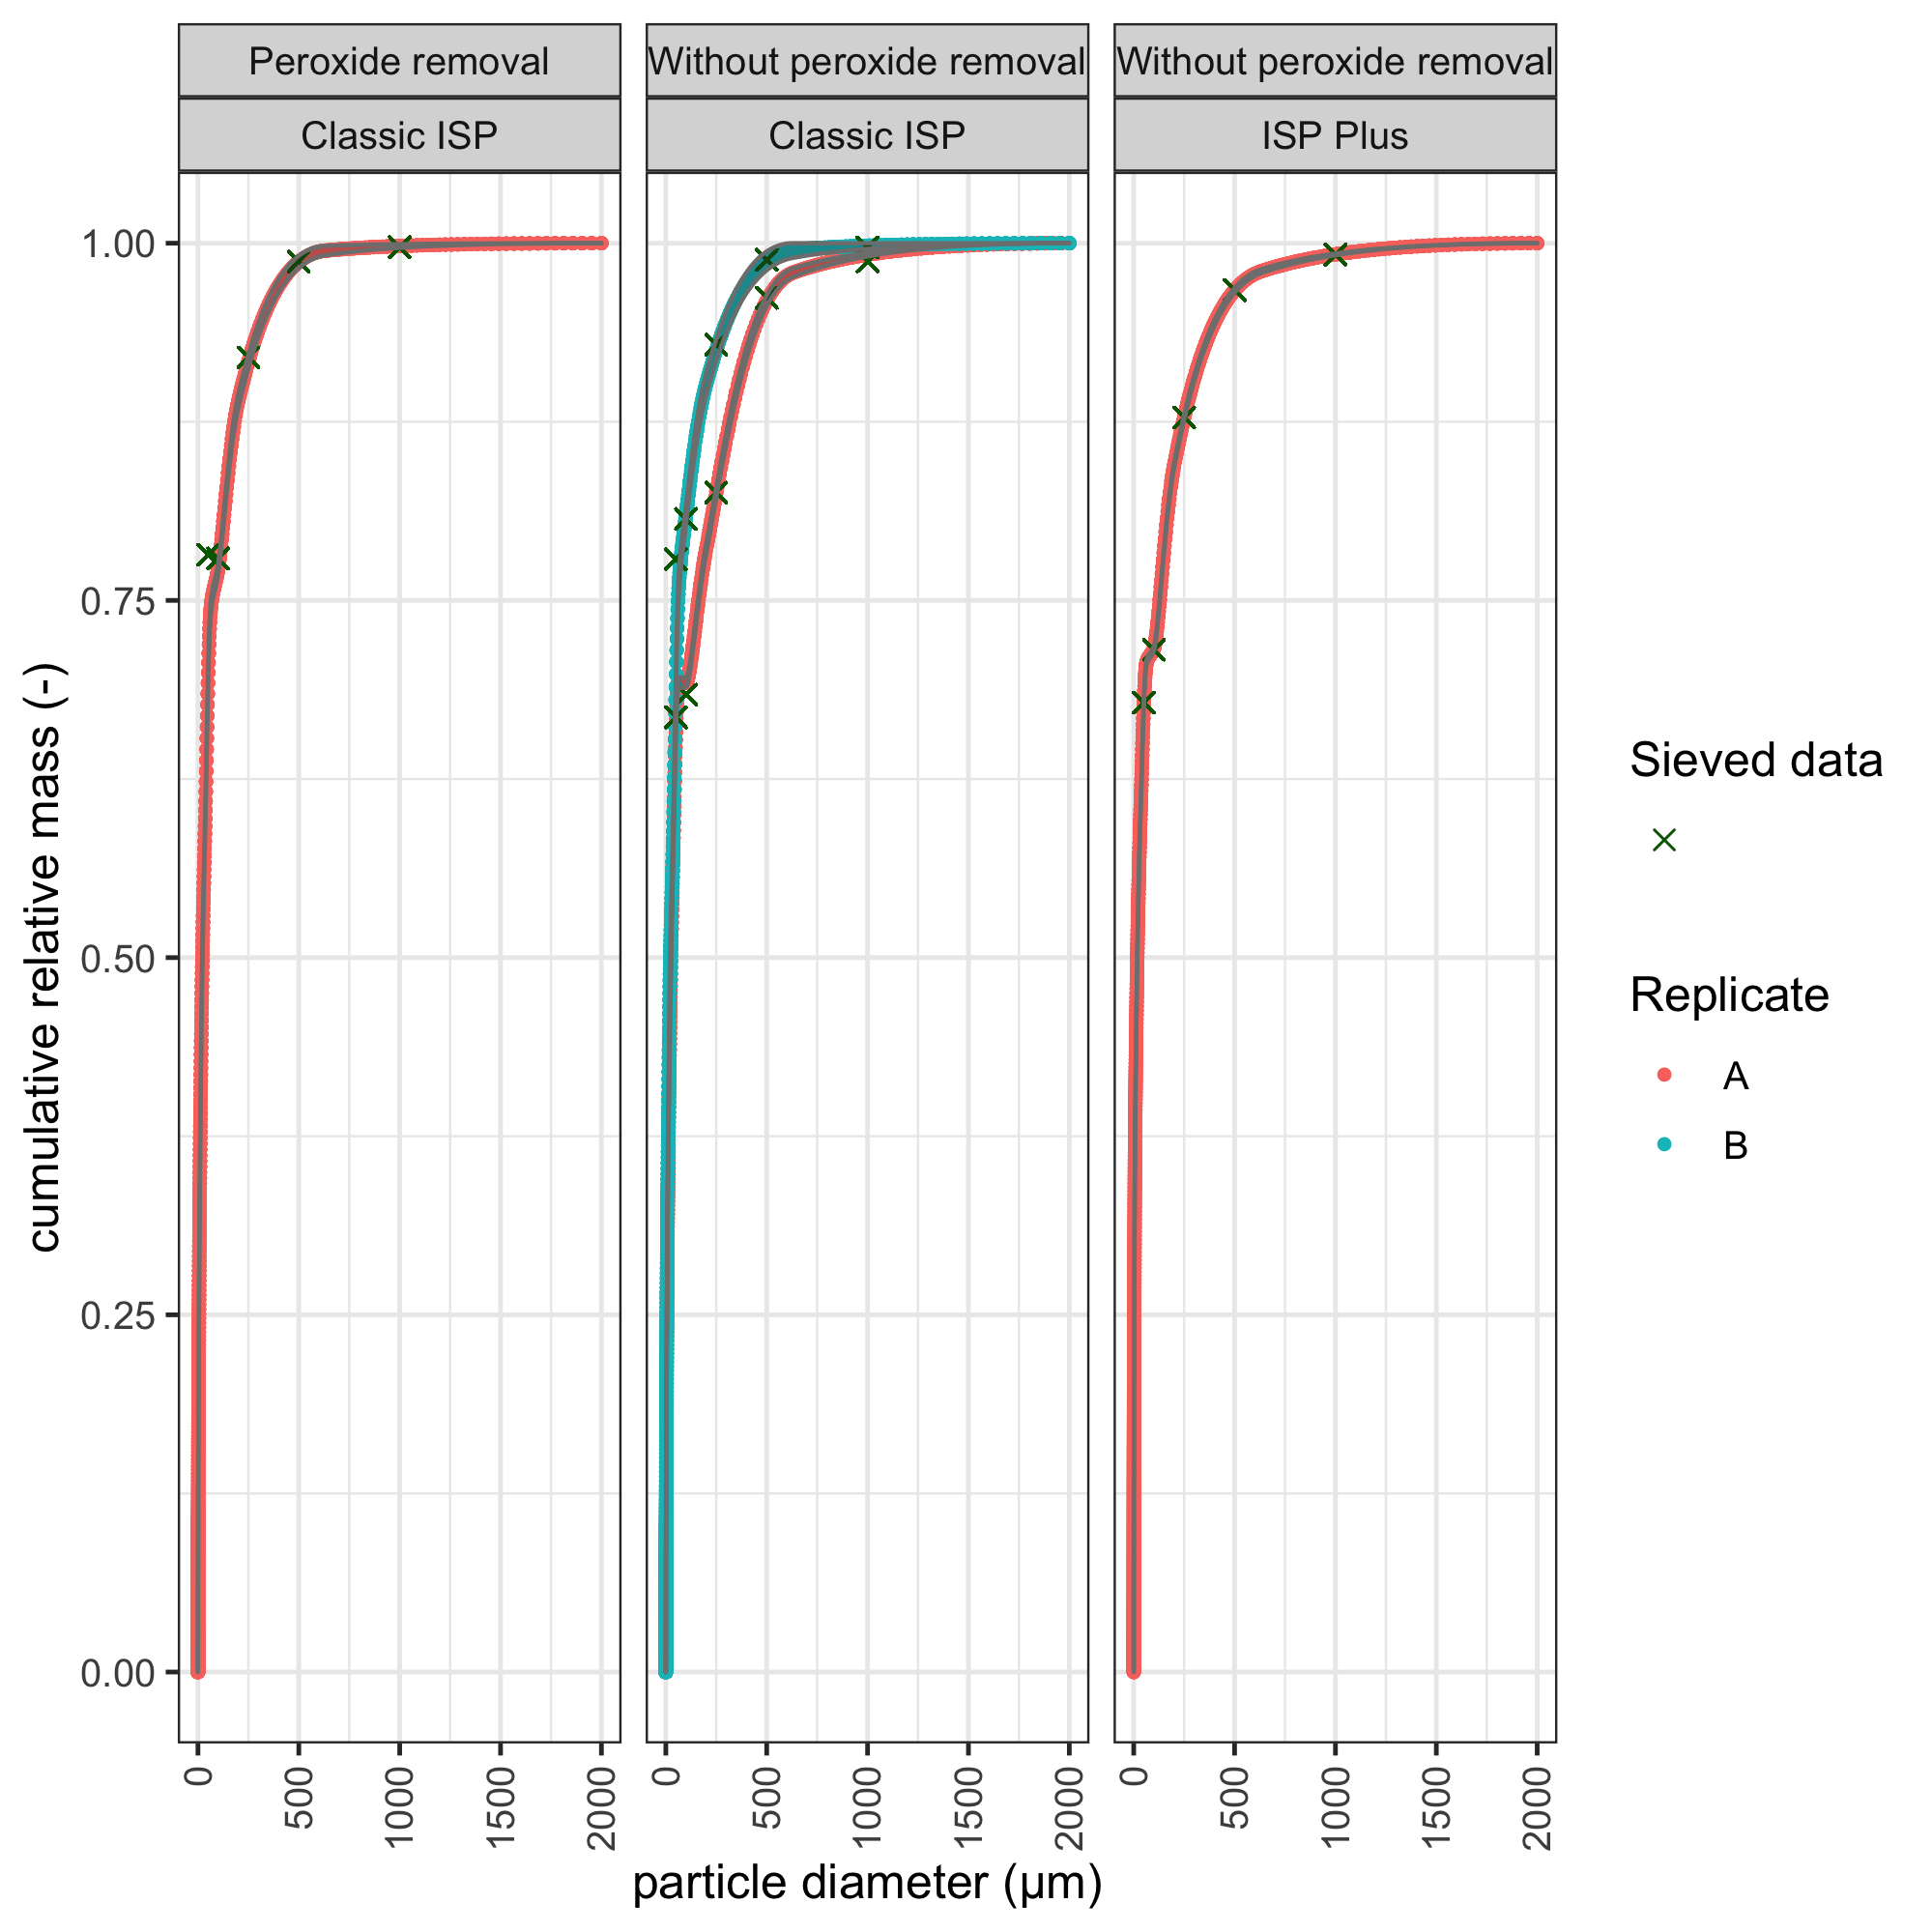 Peroxide removal
Without peroxide removal
Without peroxide removal
Classic ISP
Classic ISP
ISP Plus
1.00
0.75
0.50
0.25
0.00
cumulative relative mass (-)
0
500
1000
1500
2000
0
500
1000
1500
2000
0
500
1000
1500
2000
particle diameter (µm)
Sieved data
Replicate
A
B